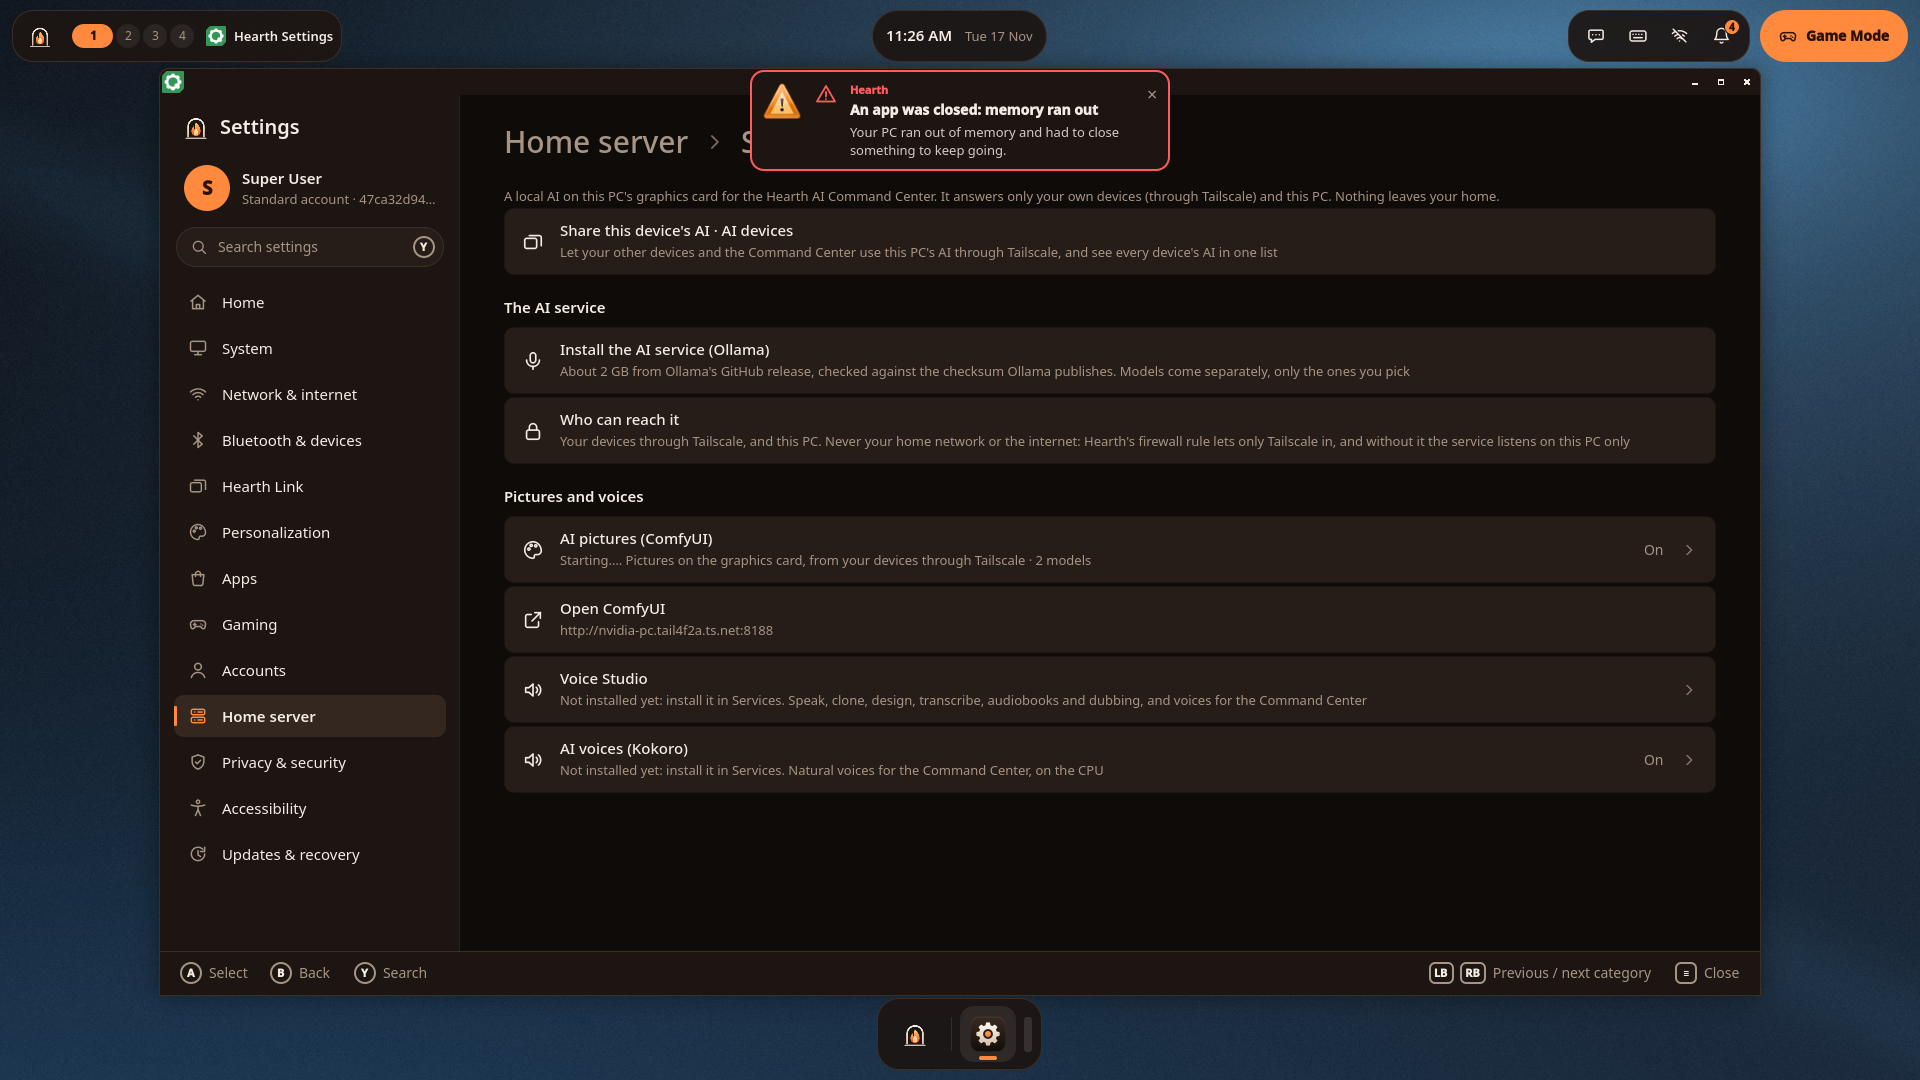 1 2 3 4 Hearth Settings
11:26 AM Tue 17 Nov
4
Game Mode
Settings
Super User
Standard account · 47ca32d94...
Search settings Y
Home
System
Network & internet
Bluetooth & devices
Hearth Link
Personalization
Apps
Gaming
Accounts
Home server
Privacy & security
Accessibility
Updates & recovery
Hearth
An app was closed: memory ran out
Your PC ran out of memory and had to close
something to keep going.
Home server
A local AI on this PC's graphics card for the Hearth AI Command Center. It answers only your own devices (through Tailscale) and this PC. Nothing leaves your home.
Share this device's AI · AI devices
Let your other devices and the Command Center use this PC's AI through Tailscale, and see every device's AI in one list
The AI service
Install the AI service (Ollama)
About 2 GB from Ollama's GitHub release, checked against the checksum Ollama publishes. Models come separately, only the ones you pick
Who can reach it
Your devices through Tailscale, and this PC. Never your home network or the internet: Hearth's firewall rule lets only Tailscale in, and without it the service listens on this PC only
Pictures and voices
AI pictures (ComfyUI)
Starting.... Pictures on the graphics card, from your devices through Tailscale · 2 models
On
Open ComfyUI
http://nvidia-pc.tail4f2a.ts.net:8188
Voice Studio
Not installed yet: install it in Services. Speak, clone, design, transcribe, audiobooks and dubbing, and voices for the Command Center
AI voices (Kokoro)
Not installed yet: install it in Services. Natural voices for the Command Center, on the CPU
On
A Select B Back Y Search
LB RB Previous / next category Close